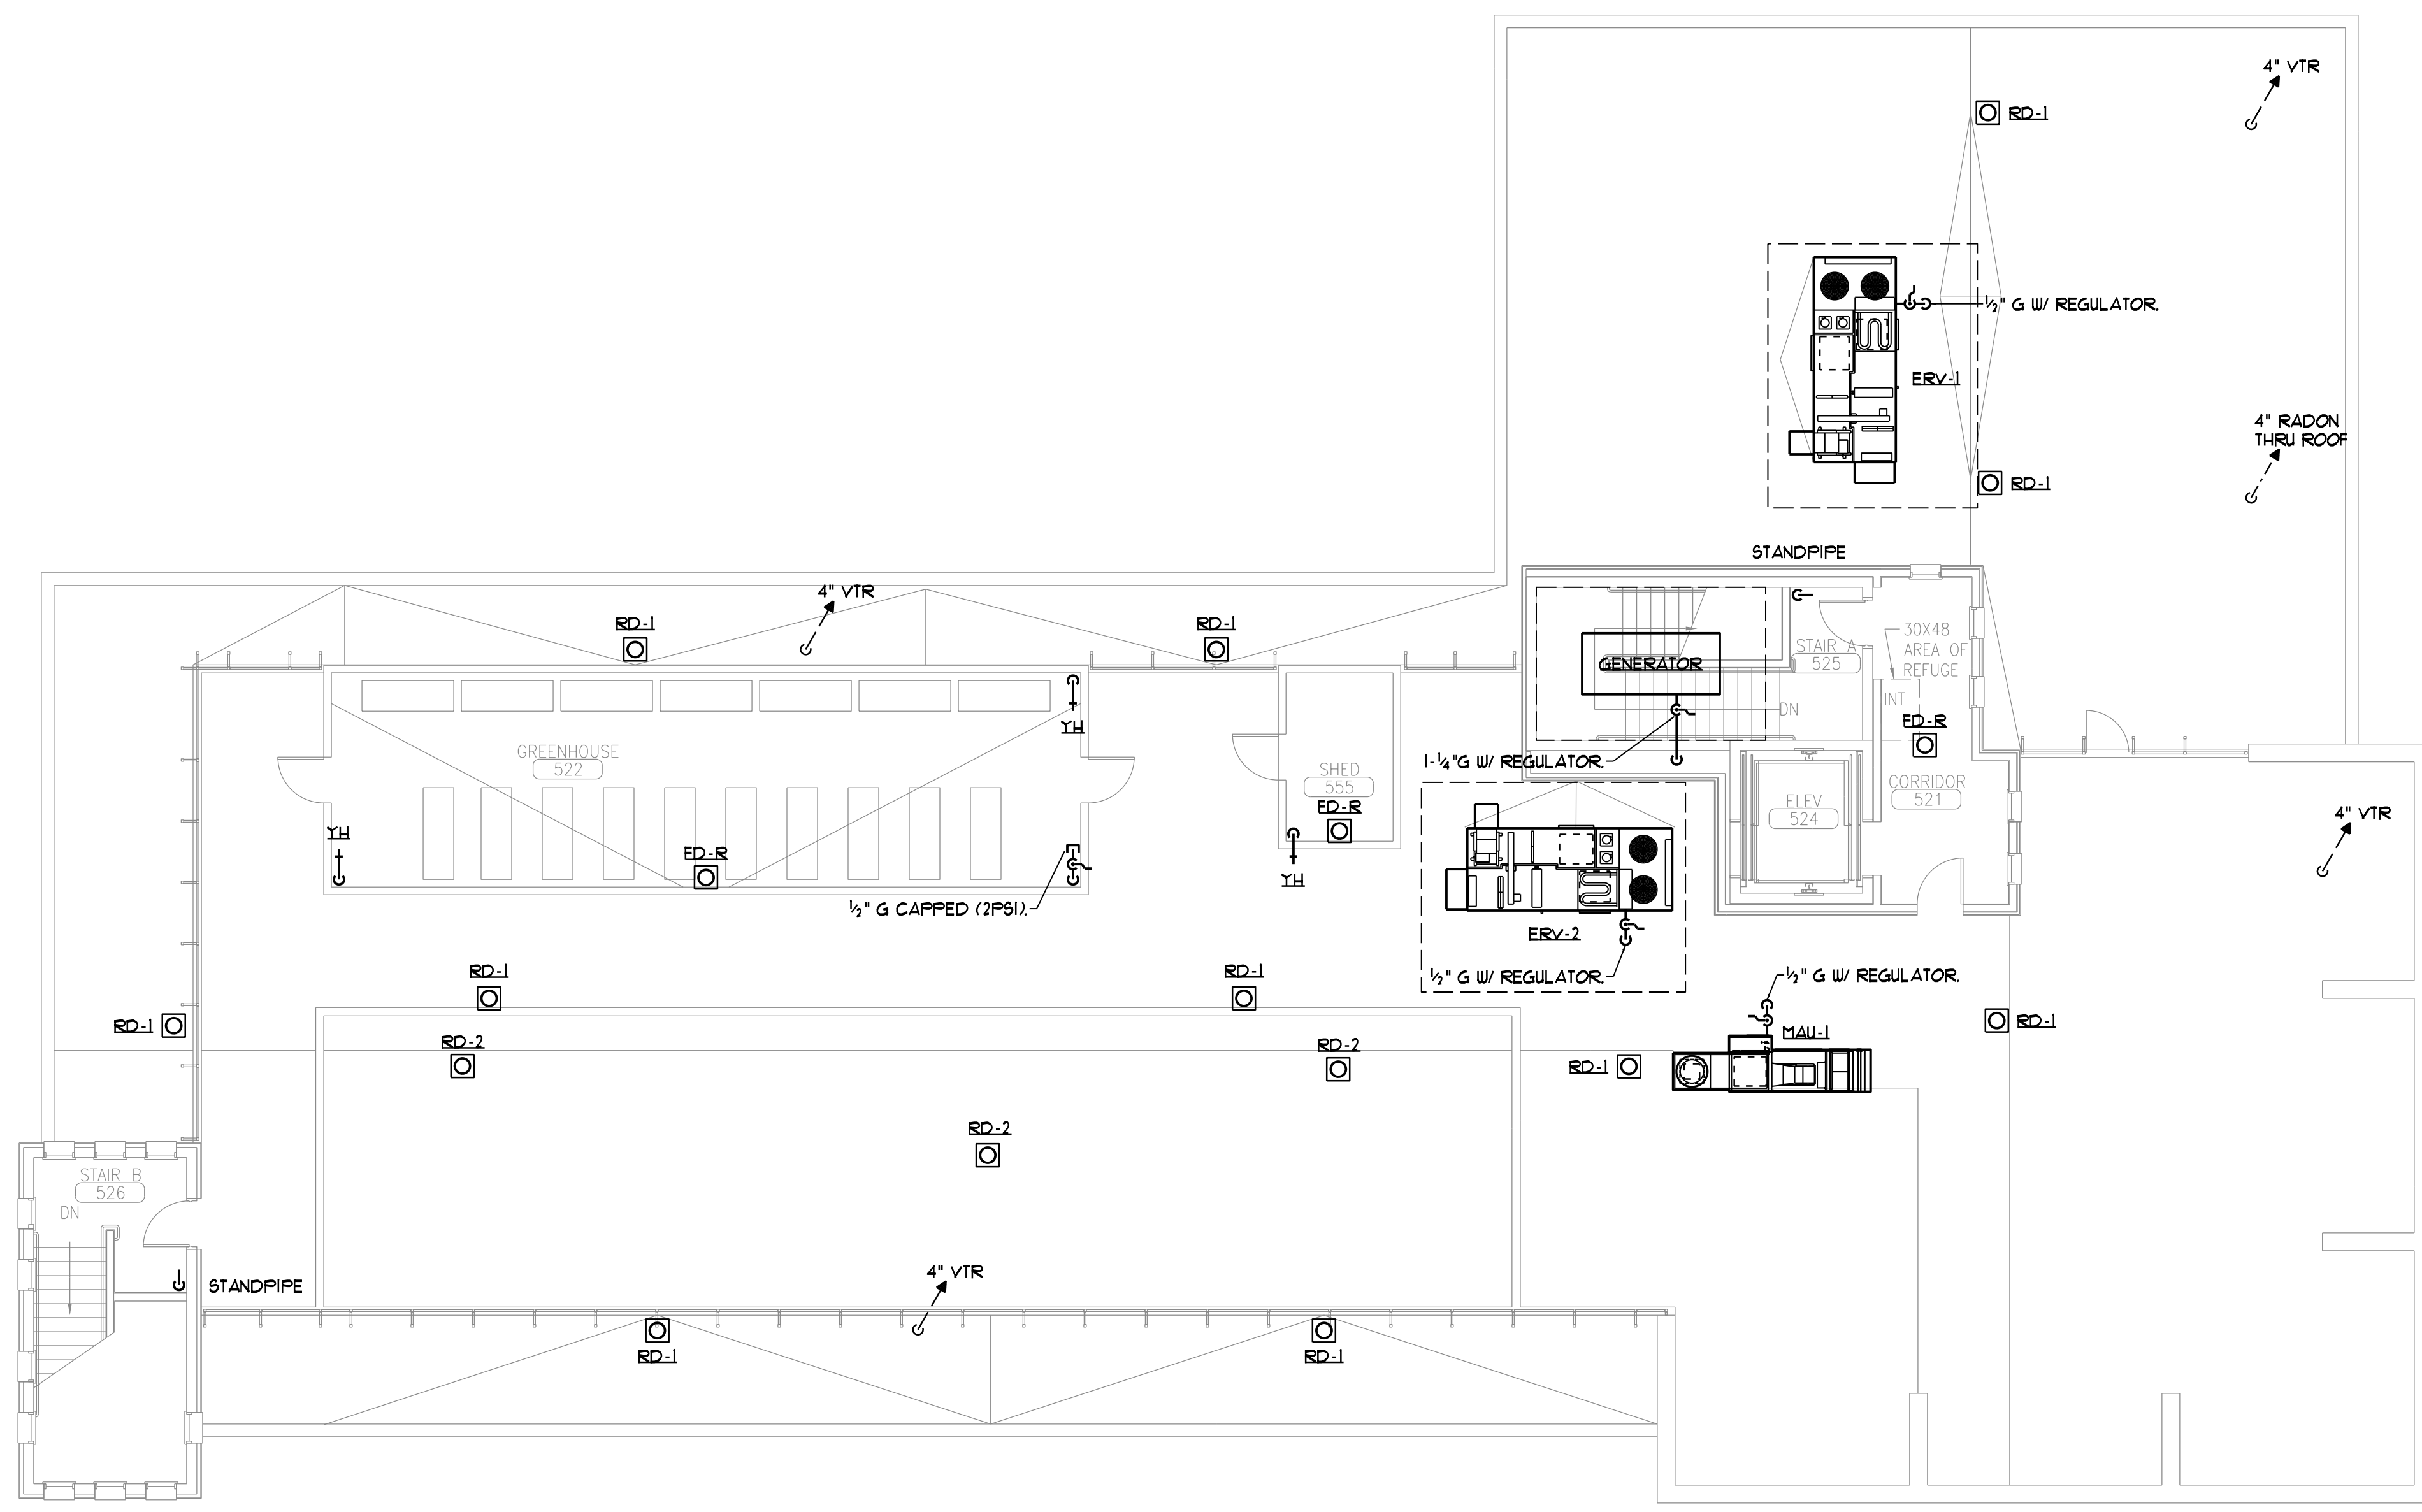 4" VTR
RD-1
½" G W/ REGULATOR.
ERV-1
4" RADON
THRU ROOF
RD-1
STANDPIPE
4" VTR
RD-1
RD-1
30X48
AREA OF
REFUGE
STAIR A
525
GENERATOR
INT
DN
FD-R
YH
GREENHOUSE
522
1-¼"G W/ REGULATOR.
SHED
555
CORRIDOR
521
ELEV
524
FD-R
4" VTR
YH
FD-R
YH
½" G CAPPED (2PSI).
ERV-2
RD-1
RD-1
½" G W/ REGULATOR.
½" G W/ REGULATOR.
RD-1
RD-1
MAU-1
RD-2
RD-2
RD-1
RD-2
STAIR B
526
DN
STANDPIPE
4" VTR
RD-1
RD-1